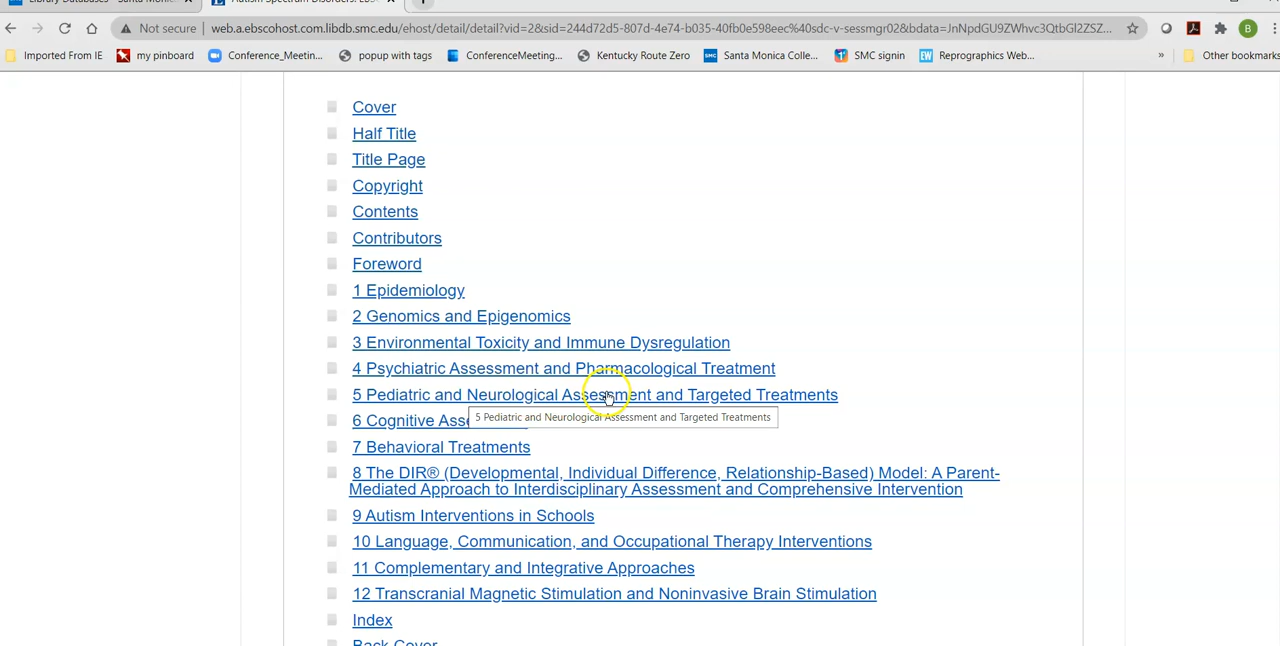 Library Databases - Santa Monica
Autism Spectrum Disorders: EBS
Not secure | web.a.ebscohost.com.libdb.smc.edu/ehost/detail/detail?vid=2&sid=244d72d5-807d-4e74-b035-40fb0e598eec%40sdc-v-sessmgr02&bdata=JnNpdGU9ZWhvc3QtbGl2ZSZ... B
Imported From IE my pinboard Conference_Meetin... popup with tags ConferenceMeeting... Kentucky Route Zero SMC Santa Monica Colle... SMC signin EW Reprographics Web... » Other bookmarks
Cover
Half Title
Title Page
Copyright
Contents
Contributors
Foreword
1 Epidemiology
2 Genomics and Epigenomics
3 Environmental Toxicity and Immune Dysregulation
4 Psychiatric Assessment and Pharmacological Treatment
5 Pediatric and Neurological Assessment and Targeted Treatments
5 Pediatric and Neurological Assessment and Targeted Treatments
6 Cognitive Asse
7 Behavioral Treatments
8 The DIR® (Developmental, Individual Difference, Relationship-Based) Model: A Parent-
Mediated Approach to Interdisciplinary Assessment and Comprehensive Intervention
9 Autism Interventions in Schools
10 Language, Communication, and Occupational Therapy Interventions
11 Complementary and Integrative Approaches
12 Transcranial Magnetic Stimulation and Noninvasive Brain Stimulation
Index
Back Cover